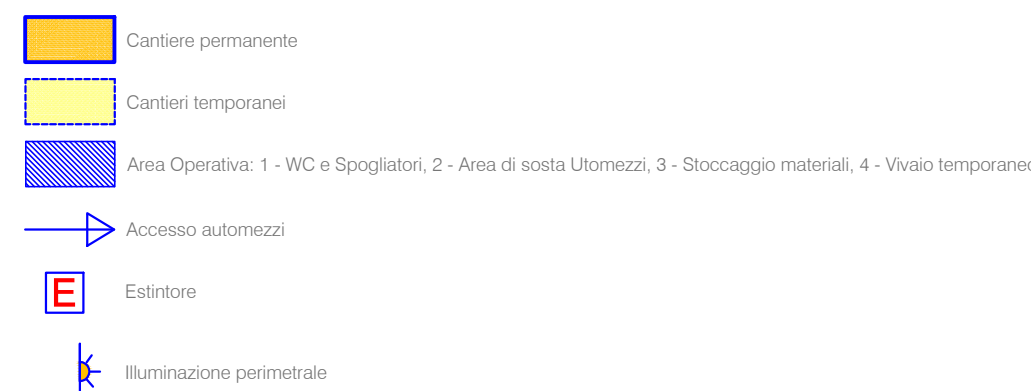 Cantiere permanente
Cantieri temporanei
Area Operativa: 1 - WC e Spogliatori, 2 - Area di sosta Utomezzi, 3 - Stoccaggio materiali, 4 - Vivaio temporaneo
Accesso automezzi
E Estintore
Illuminazione perimetrale